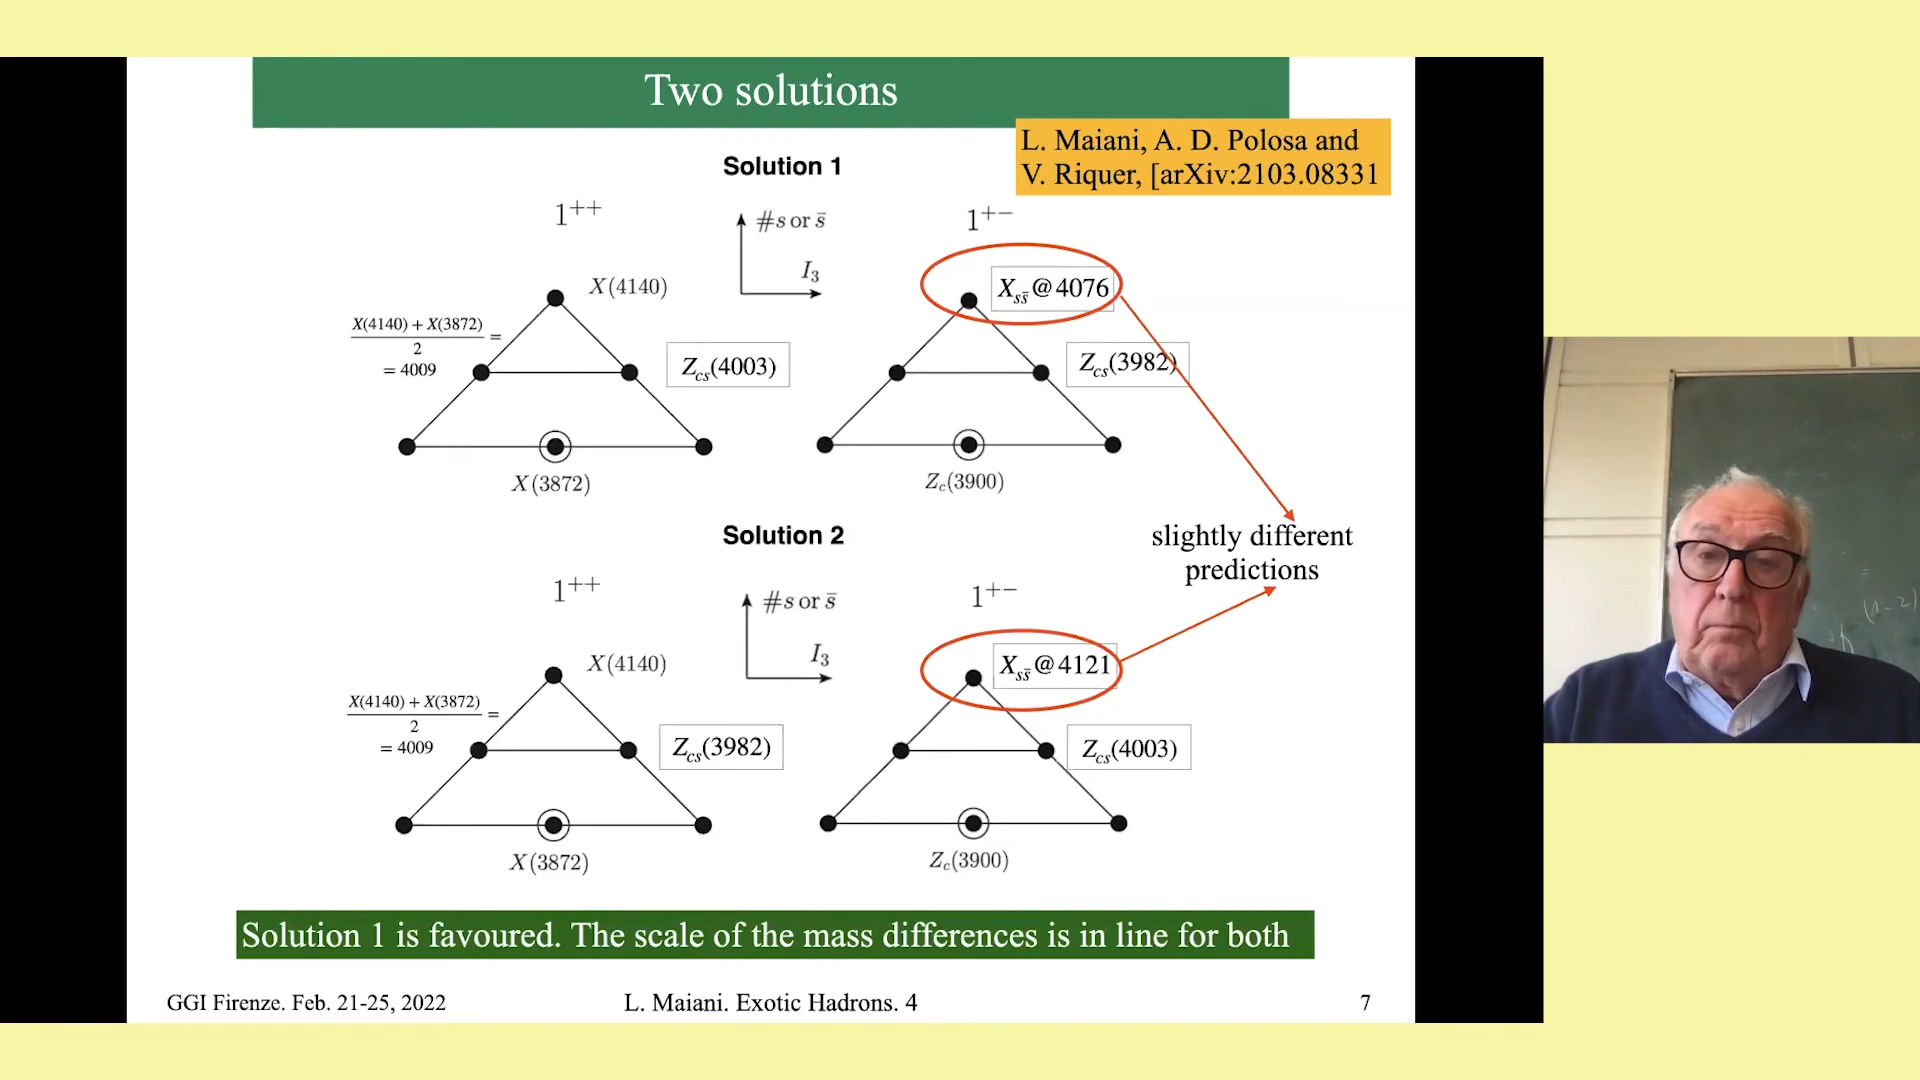 Two solutions
L. Maiani, A. D. Polosa and
V. Riquer, [arXiv:2103.08331
Solution 1
1⁺⁺
#s or s̄
I₃
1⁺⁻
X(4140)
X(4140) + X(3872)
2
=
= 4009
Z_cs(4003)
X(3872)
X_ss̄@4076
Z_cs(3982)
Z_c(3900)
slightly different
predictions
Solution 2
1⁺⁺
#s or s̄
I₃
1⁺⁻
X(4140)
X(4140) + X(3872)
2
=
= 4009
Z_cs(3982)
X(3872)
X_ss̄@4121
Z_cs(4003)
Z_c(3900)
Solution 1 is favoured. The scale of the mass differences is in line for both
GGI Firenze. Feb. 21-25, 2022
L. Maiani. Exotic Hadrons. 4
7